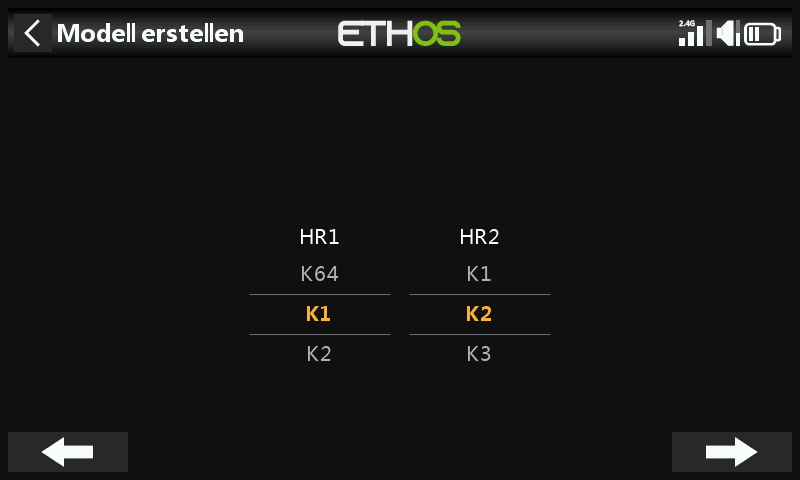 Modell erstellen
ETHOS
2.4G
HR1 HR2
K64 K1
K1 K2
K2 K3